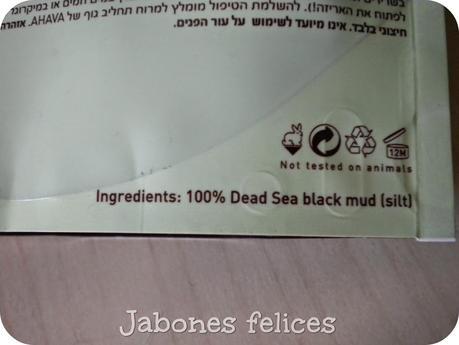 לפתוח את האריזה!). להשלמת הטיפול מומלץ למרוח תחליב גוף של AHAVA. אזהרה
חיצוני בלבד. אינו מיועד לשימוש על עור הפנים.
12M
Not tested on animals
Ingredients: 100% Dead Sea black mud (silt)
Jabones felices